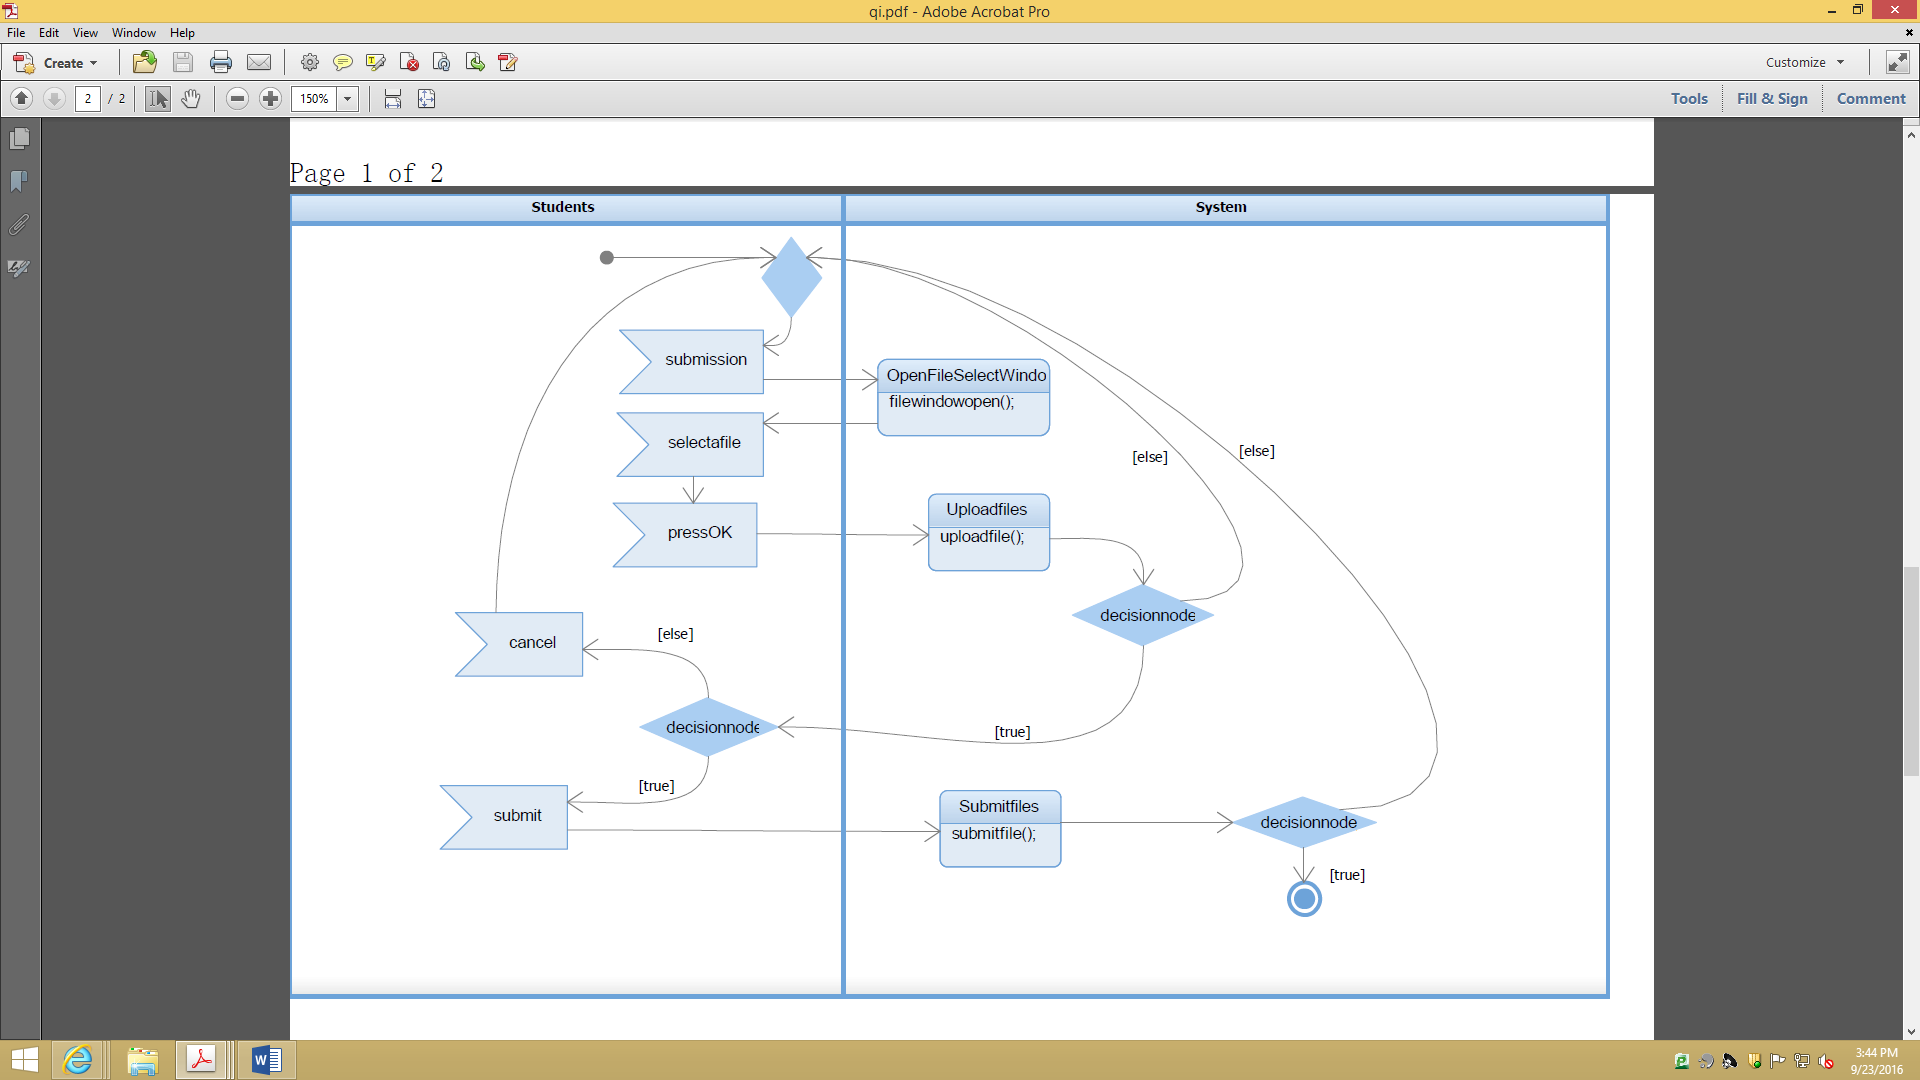 qi.pdf - Adobe Acrobat Pro
File Edit View Window Help
Create
Customize
2 / 2
150%
Tools
Fill & Sign
Comment
Page 1 of 2
Students
System
submission
OpenFileSelectWindo
filewindowopen();
selectafile
[else]
[else]
Uploadfiles
pressOK
uploadfile();
decisionnode
cancel
[else]
decisionnode
[true]
[true]
submit
Submitfiles
submitfile();
decisionnode
[true]
3:44 PM
9/23/2016